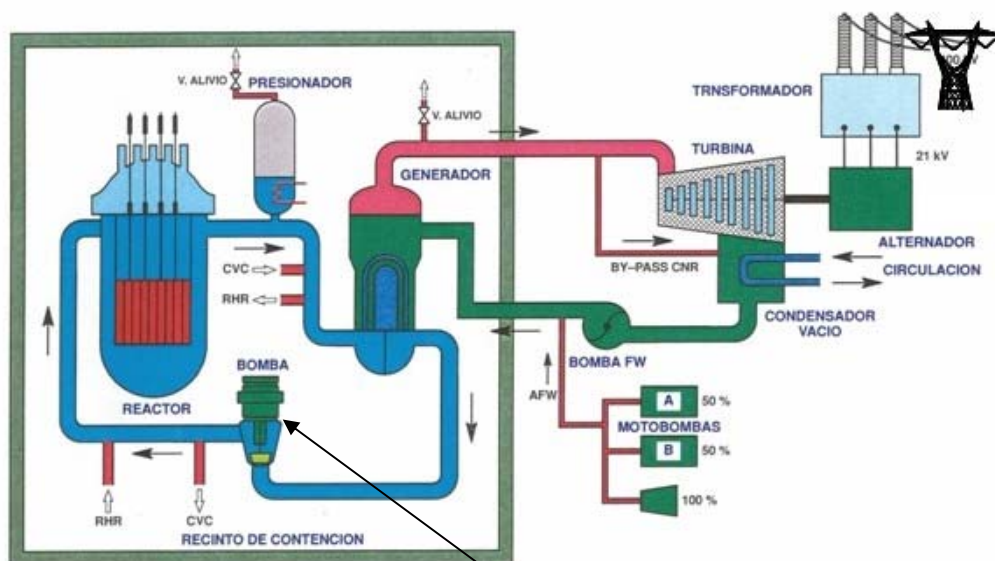 V. ALIVIO
PRESIONADOR
V. ALIVIO
GENERADOR
TURBINA
TRNSFORMADOR
21 kV
ALTERNADOR
CIRCULACION
BY–PASS CNR
CONDENSADOR
VACIO
CVC
RHR
REACTOR
BOMBA
BOMBA FW
AFW
A
50 %
MOTOBOMBAS
B
50 %
100 %
RHR
CVC
RECINTO DE CONTENCION